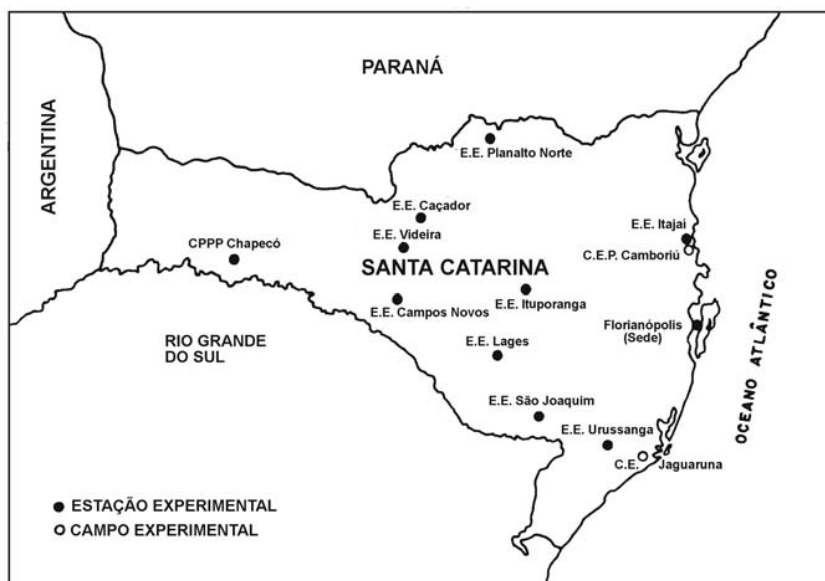 PARANÁ
ARGENTINA
E.E. Planalto Norte
E.E. Caçador
E.E. Videira
E.E. Itajaí
CPPP Chapecó
C.E.P. Camboriú
SANTA CATARINA
E.E. Ituporanga
E.E. Campos Novos
Florianópolis
(Sede)
RIO GRANDE
DO SUL
E.E. Lages
OCEANO ATLÂNTICO
E.E. São Joaquim
E.E. Urussanga
C.E. Jaguaruna
ESTAÇÃO EXPERIMENTAL
CAMPO EXPERIMENTAL